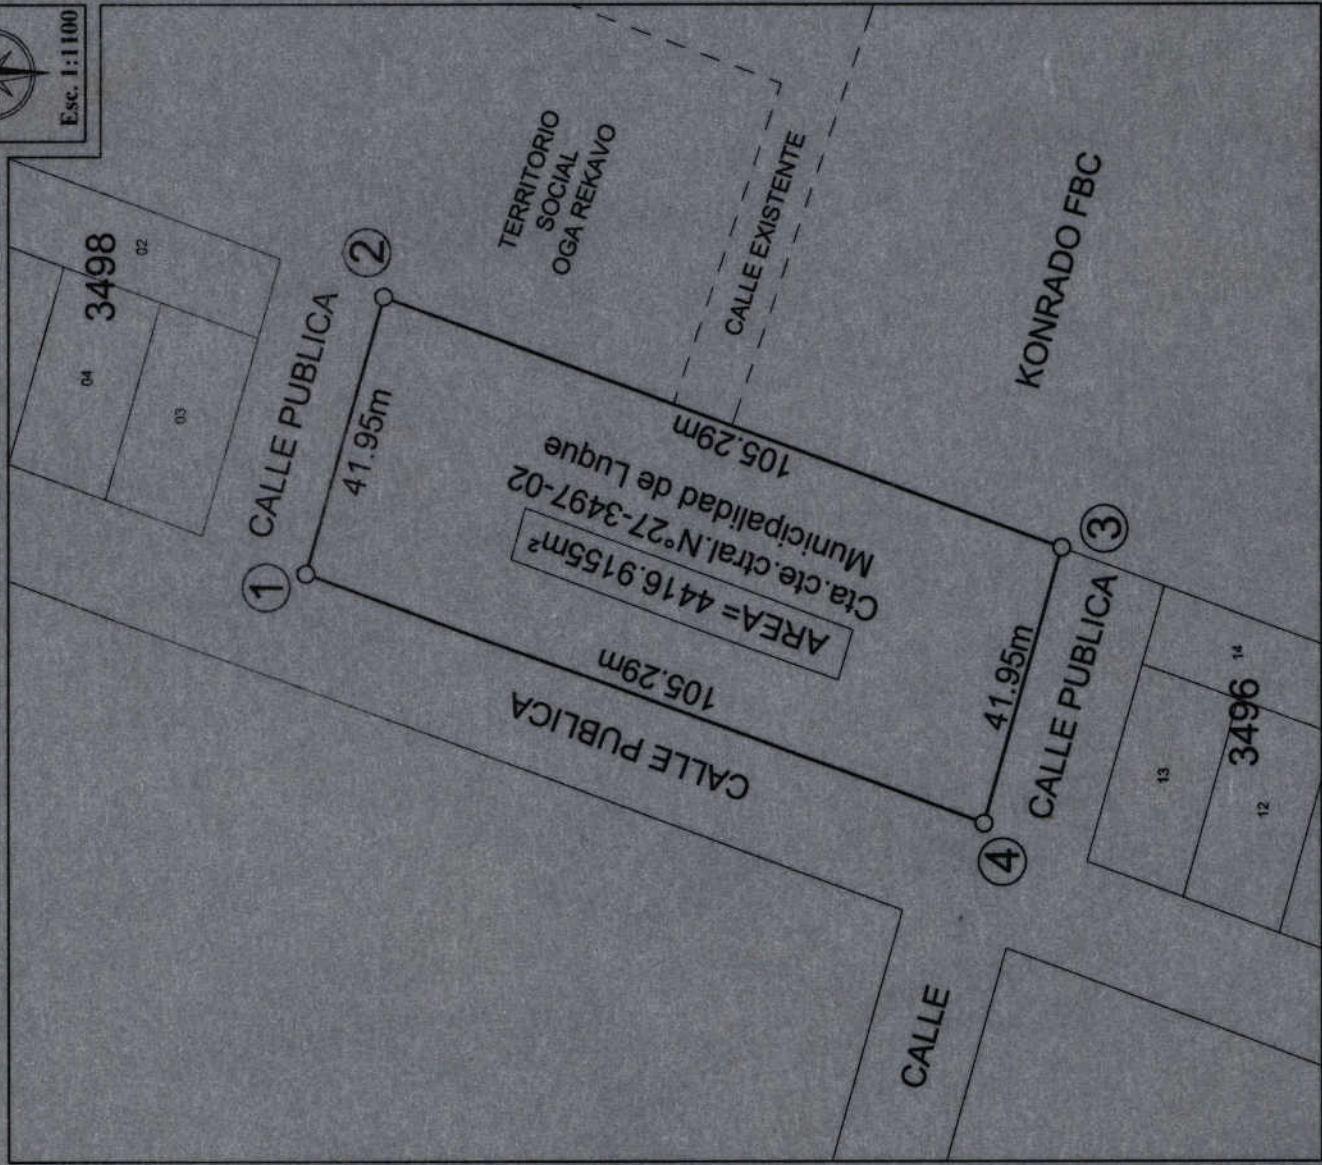 Esc. 1:1100
3498
02
04
03
CALLE PUBLICA
1
2
41.95m
TERRITORIO
SOCIAL
OGA REKAVO
CALLE EXISTENTE
KONRADO FBC
105.29m
Municipalidad de Luque
Cta.cte.ctral.N°27-3497-02
AREA= 4416.9155m²
105.29m
CALLE PUBLICA
3
4
41.95m
CALLE PUBLICA
CALLE
3496
14
13
12